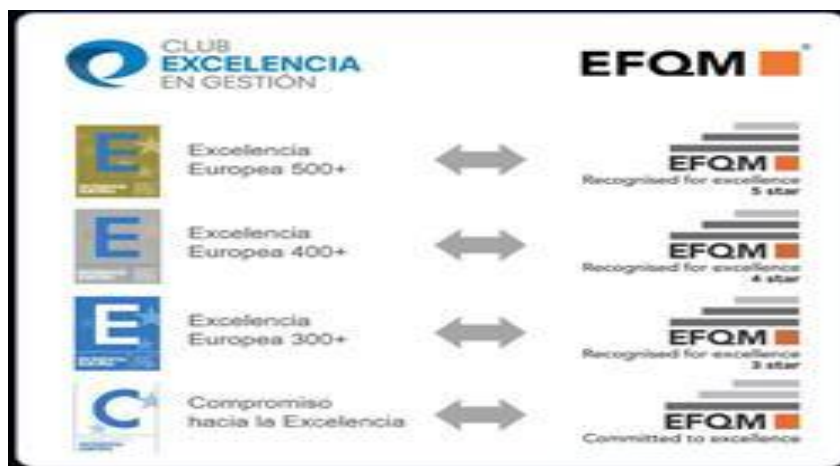 CLUB
EXCELENCIA
EN GESTIÓN
EFQM
E
Excelencia
Europea 500+
EFQM
Recognised for excellence
5 star
E
Excelencia
Europea 400+
EFQM
Recognised for excellence
4 star
E
Excelencia
Europea 300+
EFQM
Recognised for excellence
3 star
C
Compromiso
hacia la Excelencia
EFQM
Committed to excellence